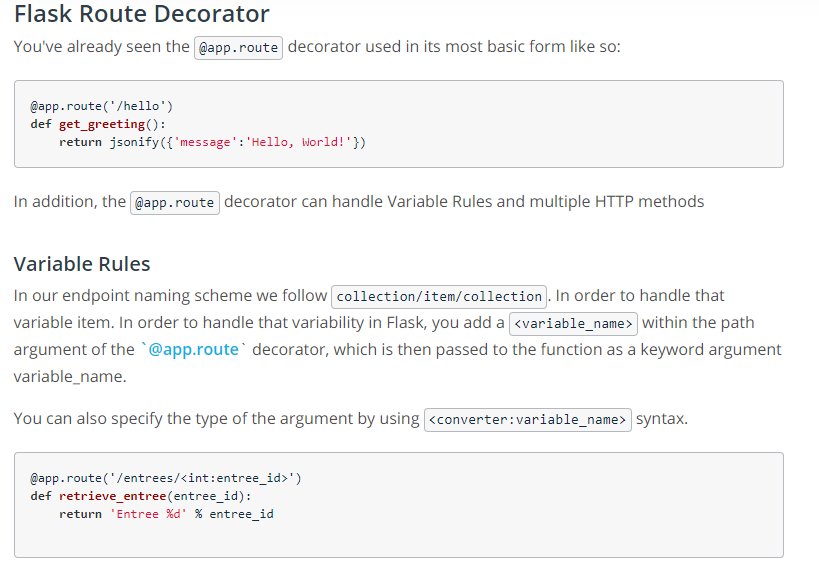 Flask Route Decorator
You've already seen the @app.route decorator used in its most basic form like so:
@app.route('/hello')
def get_greeting():
    return jsonify({'message':'Hello, World!'})
In addition, the @app.route decorator can handle Variable Rules and multiple HTTP methods
Variable Rules
In our endpoint naming scheme we follow collection/item/collection. In order to handle that
variable item. In order to handle that variability in Flask, you add a <variable_name> within the path
argument of the `@app.route` decorator, which is then passed to the function as a keyword argument
variable_name.
You can also specify the type of the argument by using <converter:variable_name> syntax.
@app.route('/entrees/<int:entree_id>')
def retrieve_entree(entree_id):
    return 'Entree %d' % entree_id